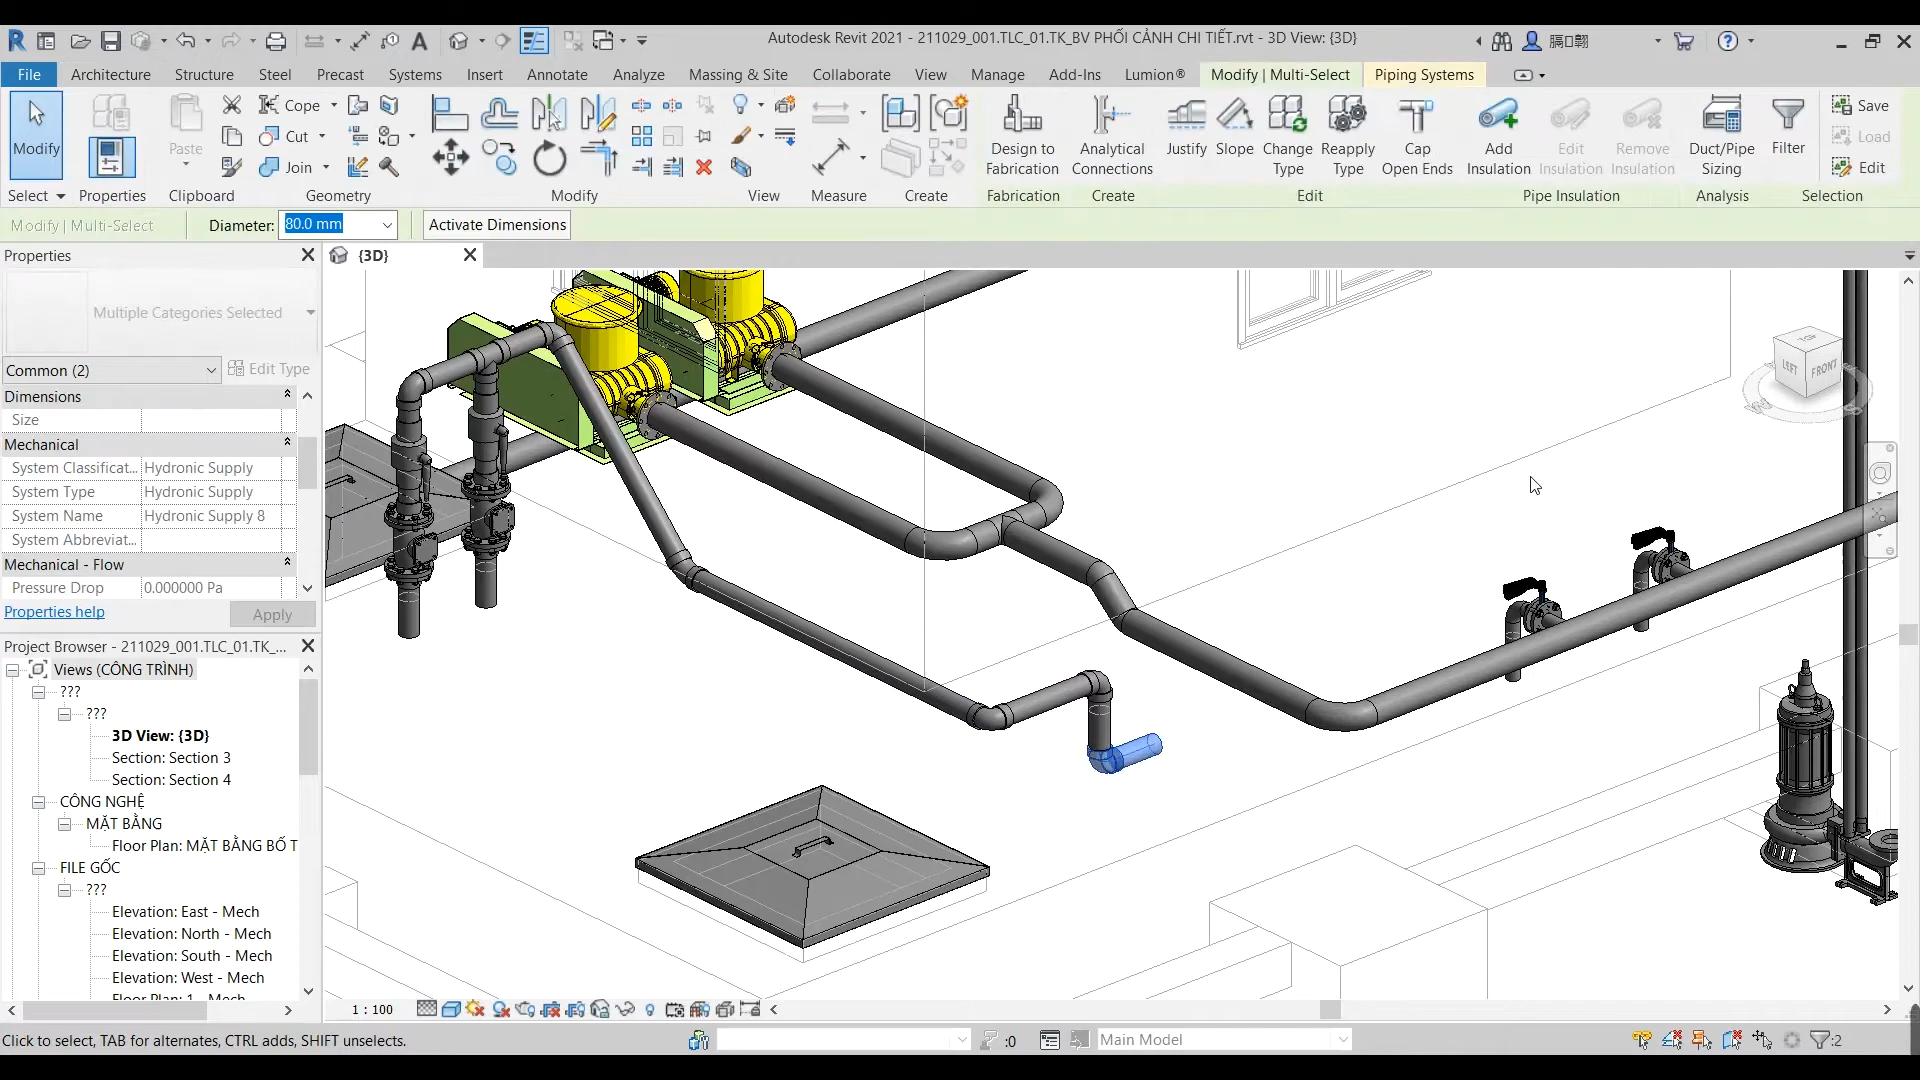 Autodesk Revit 2021 - 211029_001.TLC_01.TK_BV PHỐI CẢNH CHI TIẾT.rvt - 3D View: {3D}
File Architecture Structure Steel Precast Systems Insert Annotate Analyze Massing & Site Collaborate View Manage Add-Ins Lumion® Modify | Multi-Select Piping Systems
Modify
Paste
Cope
Cut
Join
Design to Fabrication
Analytical Connections
Justify
Slope
Change Type
Reapply Type
Cap Open Ends
Add Insulation
Edit Insulation
Remove Insulation
Duct/Pipe Sizing
Filter
Save
Load
Edit
Select Properties Clipboard Geometry Modify View Measure Create Fabrication Create Edit Pipe Insulation Analysis Selection
Modify | Multi-Select Diameter: 80.0 mm Activate Dimensions
Properties
{3D}
Multiple Categories Selected
Common (2) Edit Type
Dimensions
Size
Mechanical
System Classificat... Hydronic Supply
System Type Hydronic Supply
System Name Hydronic Supply 8
System Abbreviat...
Mechanical - Flow
Pressure Drop 0.000000 Pa
Properties help Apply
Project Browser - 211029_001.TLC_01.TK_...
Views (CÔNG TRÌNH)
???
???
3D View: {3D}
Section: Section 3
Section: Section 4
CÔNG NGHỆ
MẶT BẰNG
Floor Plan: MẶT BẰNG BỐ T
FILE GỐC
???
Elevation: East - Mech
Elevation: North - Mech
Elevation: South - Mech
Elevation: West - Mech
Floor Plan: 1 - Mech
LEFT FRONT
1 : 100
Click to select, TAB for alternates, CTRL adds, SHIFT unselects.
:0
Main Model
:2